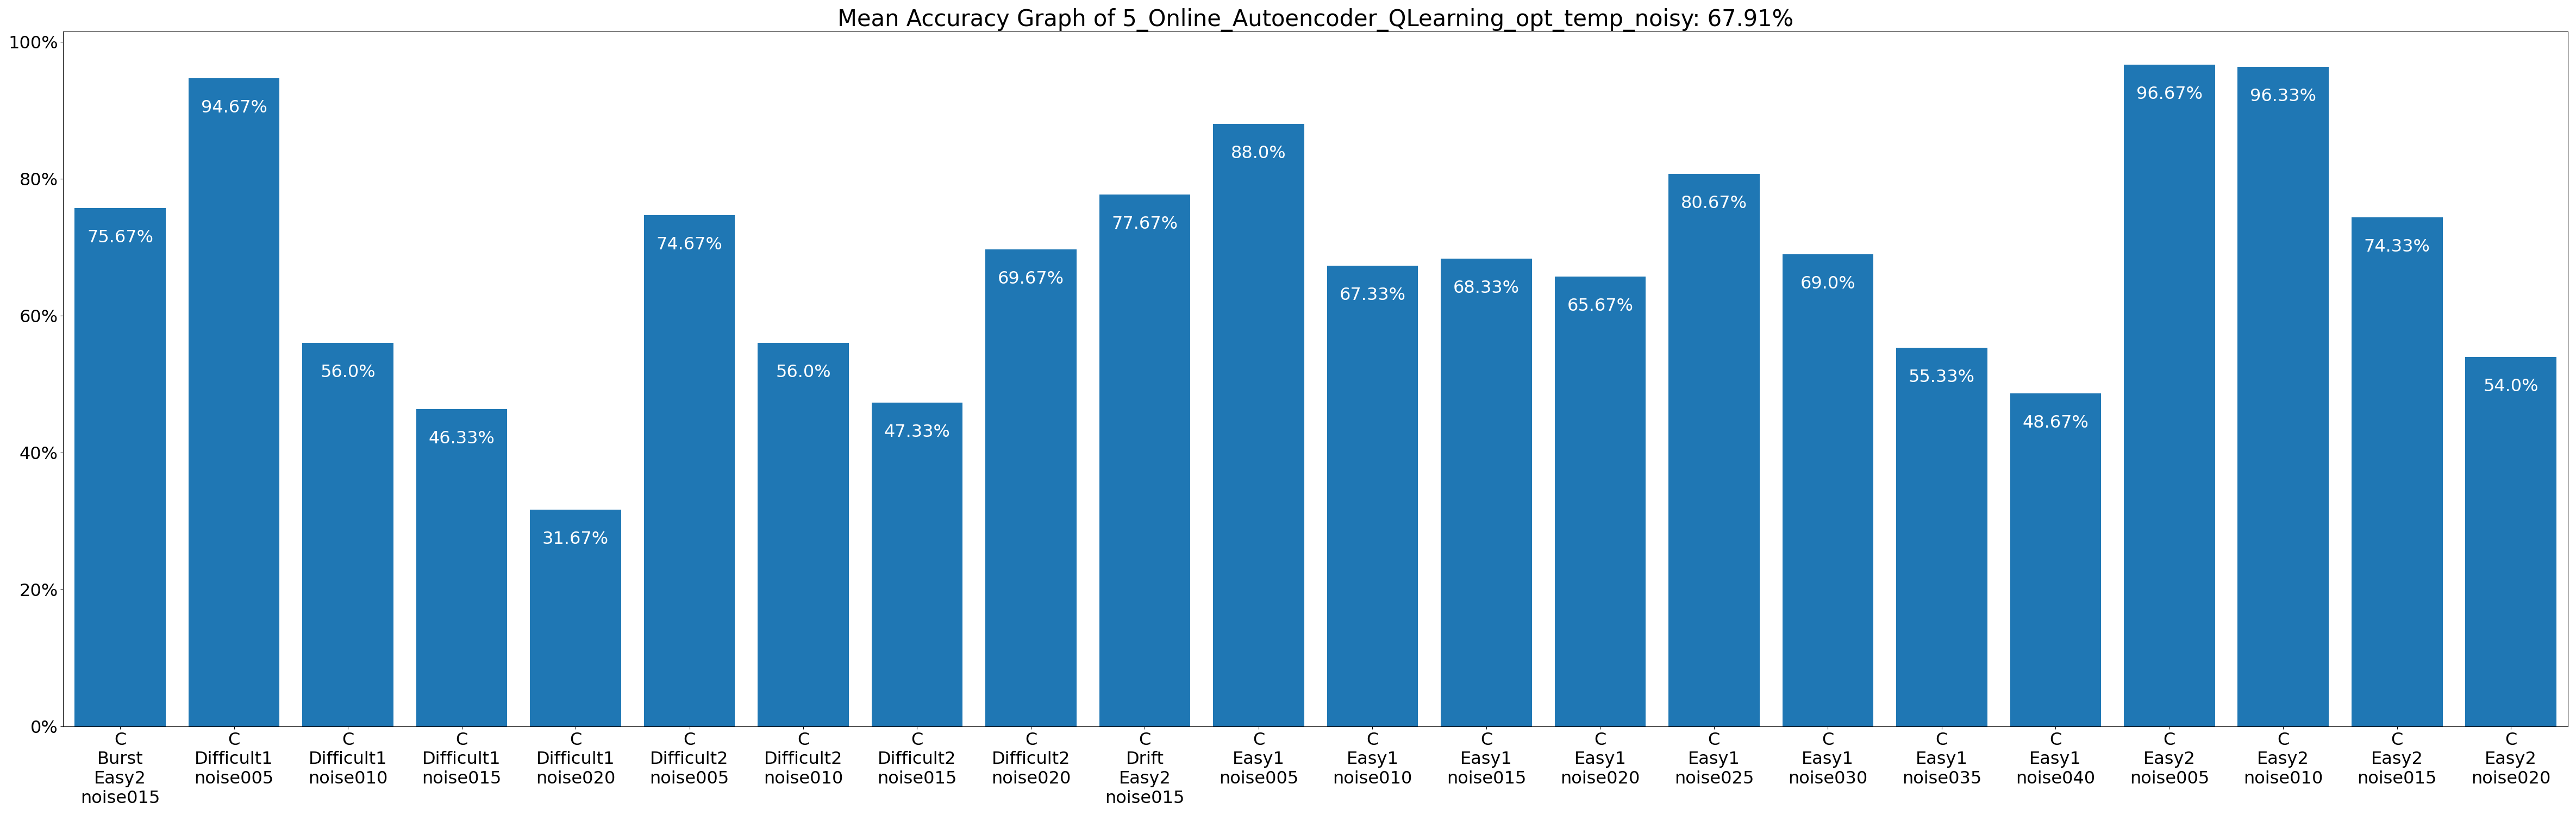 Mean Accuracy Graph of 5_Online_Autoencoder_QLearning_opt_temp_noisy: 67.91%
100%
80%
60%
40%
20%
0%
75.67%
94.67%
56.0%
46.33%
31.67%
74.67%
56.0%
47.33%
69.67%
77.67%
88.0%
67.33%
68.33%
65.67%
80.67%
69.0%
55.33%
48.67%
96.67%
96.33%
74.33%
54.0%
C
Burst
Easy2
noise015
C
Difficult1
noise005
C
Difficult1
noise010
C
Difficult1
noise015
C
Difficult1
noise020
C
Difficult2
noise005
C
Difficult2
noise010
C
Difficult2
noise015
C
Difficult2
noise020
C
Drift
Easy2
noise015
C
Easy1
noise005
C
Easy1
noise010
C
Easy1
noise015
C
Easy1
noise020
C
Easy1
noise025
C
Easy1
noise030
C
Easy1
noise035
C
Easy1
noise040
C
Easy2
noise005
C
Easy2
noise010
C
Easy2
noise015
C
Easy2
noise020